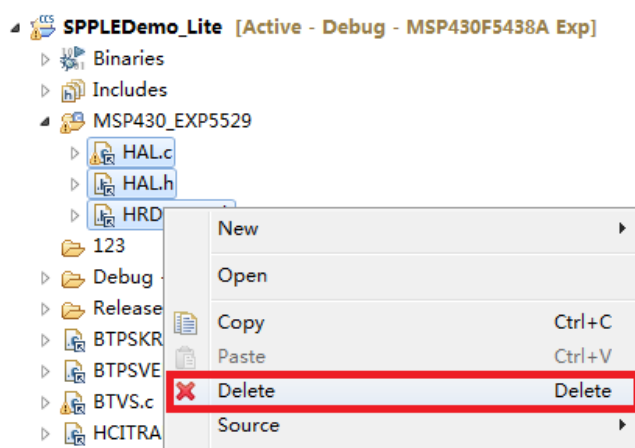 CCS
SPPLEDemo_Lite [Active - Debug - MSP430F5438A Exp]
Binaries
Includes
MSP430_EXP5529
HAL.c
HAL.h
HRD
123
Debug
Release
BTPSKR
BTPSVE
BTVS.c
HCITRA
New
Open
Copy Ctrl+C
Paste Ctrl+V
Delete Delete
Source